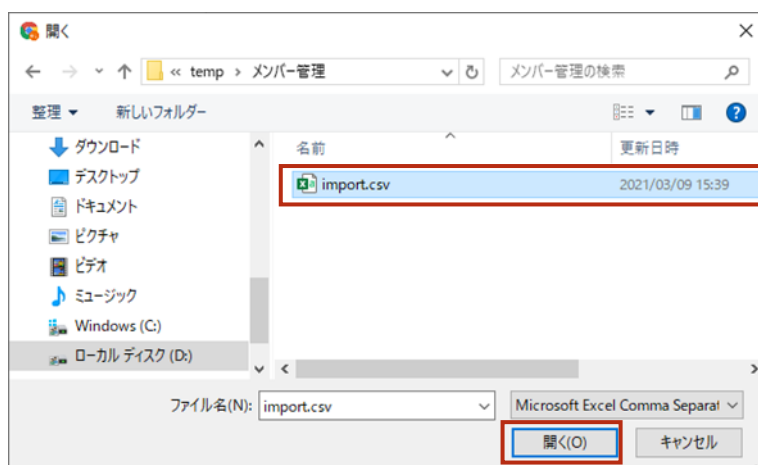 開く
« temp › メンバー管理
メンバー管理の検索
整理
新しいフォルダー
名前
更新日時
import.csv
2021/03/09 15:39
ダウンロード
デスクトップ
ドキュメント
ピクチャ
ビデオ
ミュージック
Windows (C:)
ローカル ディスク (D:)
ファイル名(N):
import.csv
Microsoft Excel Comma Separat
開く(O)
キャンセル